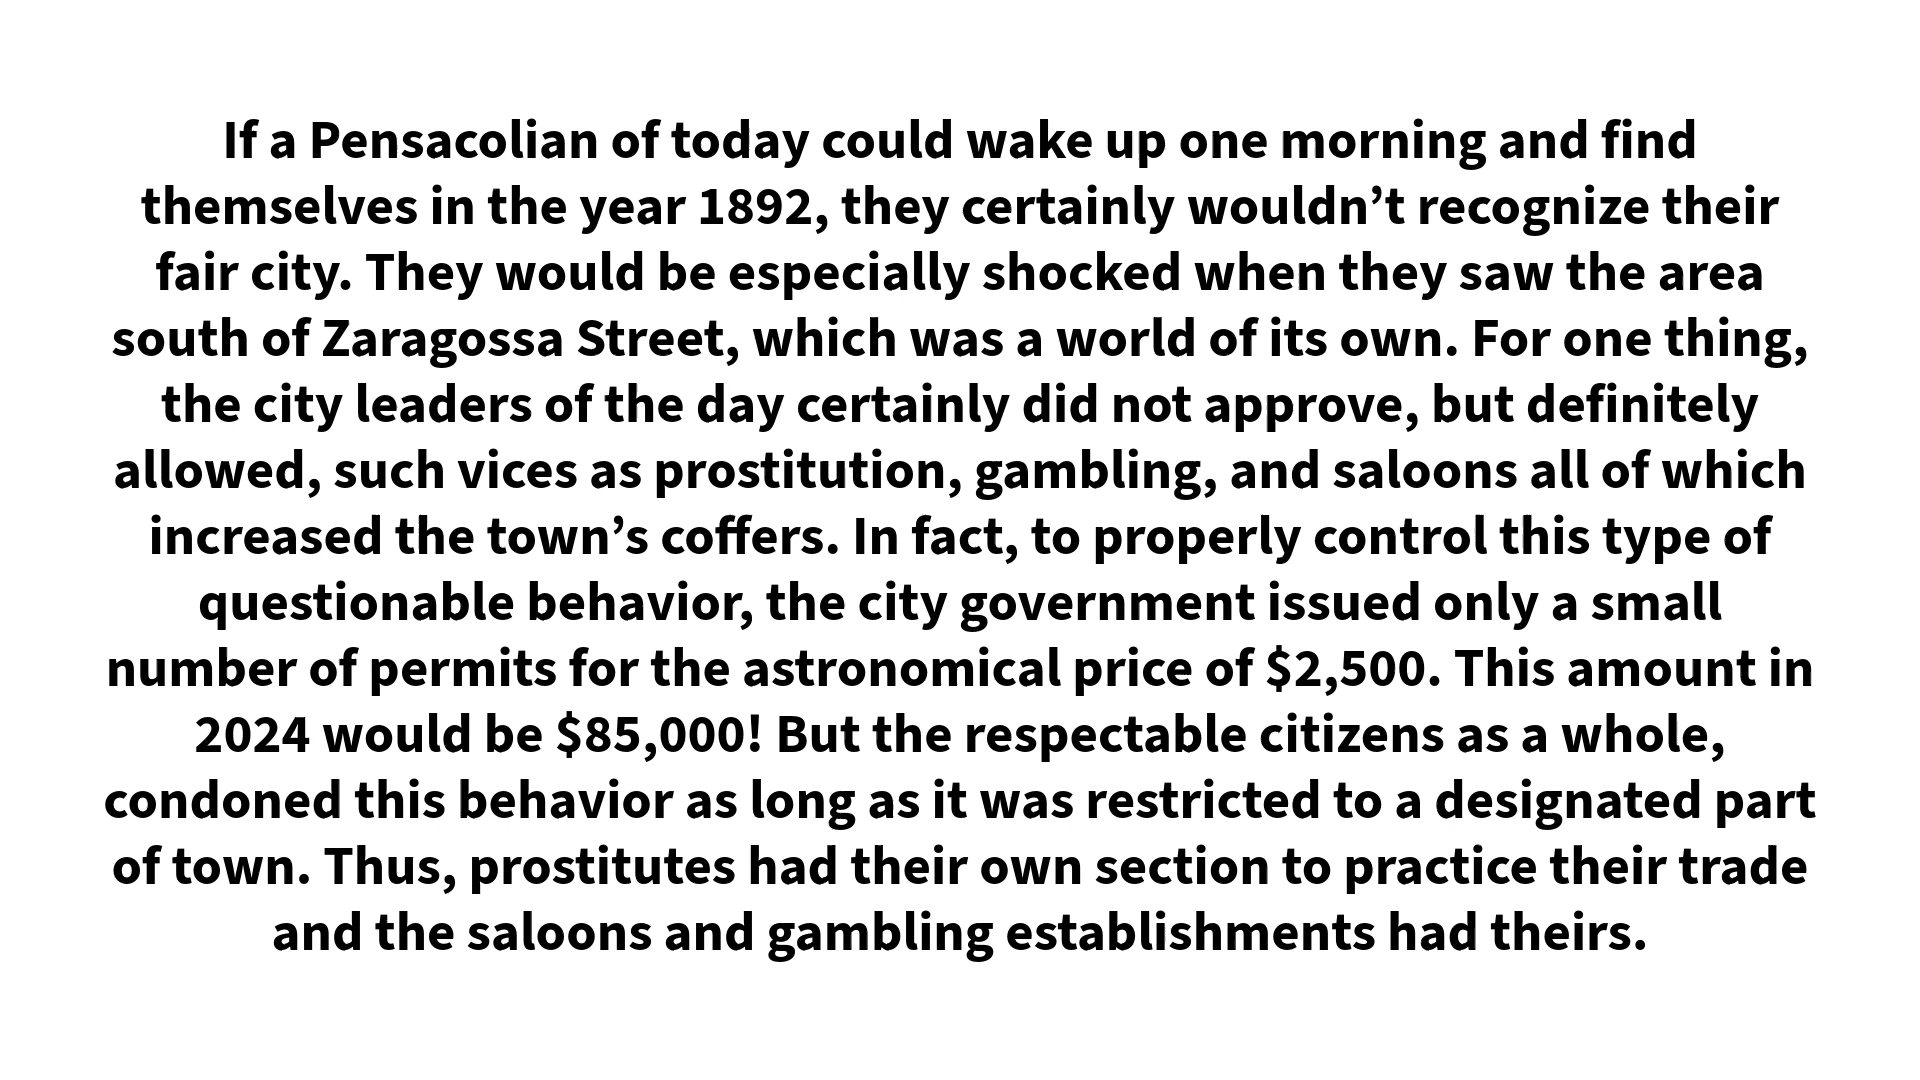 If a Pensacolian of today could wake up one morning and find
themselves in the year 1892, they certainly wouldn’t recognize their
fair city. They would be especially shocked when they saw the area
south of Zaragossa Street, which was a world of its own. For one thing,
the city leaders of the day certainly did not approve, but definitely
allowed, such vices as prostitution, gambling, and saloons all of which
increased the town’s coffers. In fact, to properly control this type of
questionable behavior, the city government issued only a small
number of permits for the astronomical price of $2,500. This amount in
2024 would be $85,000! But the respectable citizens as a whole,
condoned this behavior as long as it was restricted to a designated part
of town. Thus, prostitutes had their own section to practice their trade
and the saloons and gambling establishments had theirs.